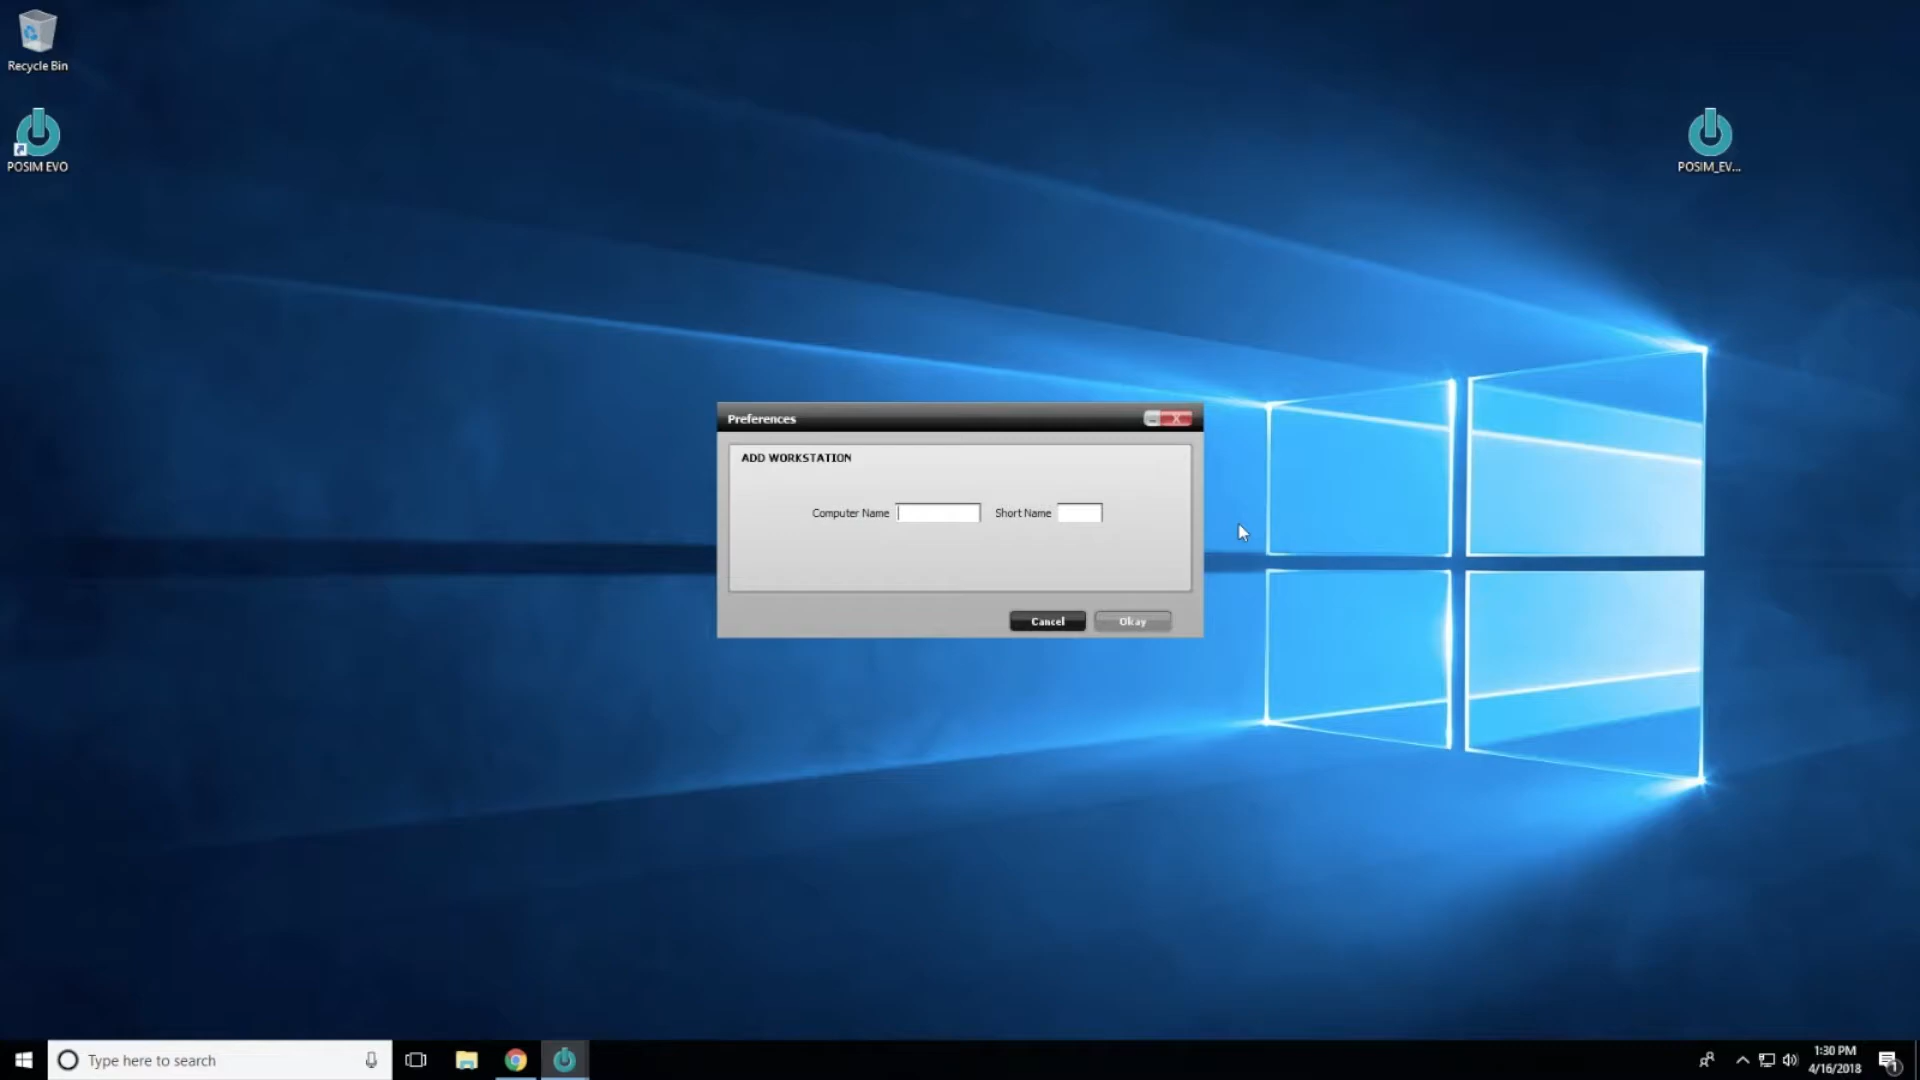 Recycle Bin
POSIM EVO
POSIM_EV...
Preferences
ADD WORKSTATION
Computer Name
Short Name
Cancel
Okay
Type here to search
1:30 PM
4/16/2018
1